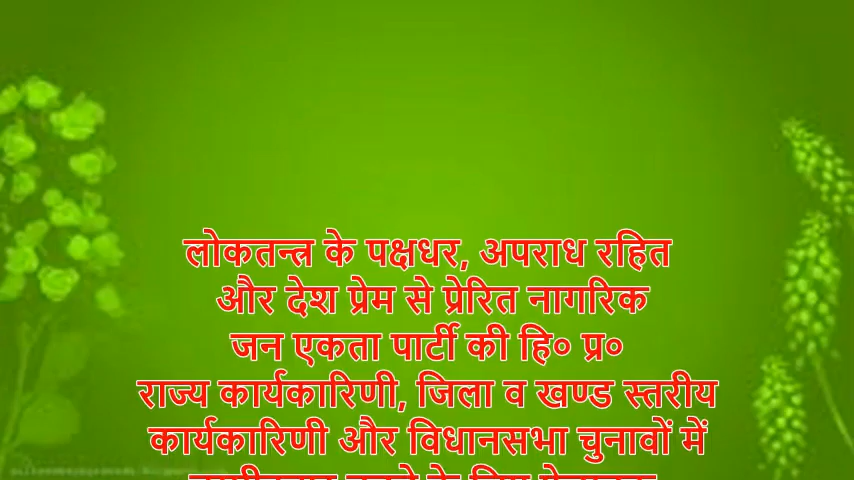 लोकतन्त्र के पक्षधर, अपराध रहित
और देश प्रेम से प्रेरित नागरिक
जन एकता पार्टी की हि० प्र०
राज्य कार्यकारिणी, जिला व खण्ड स्तरीय
कार्यकारिणी और विधानसभा चुनावों में